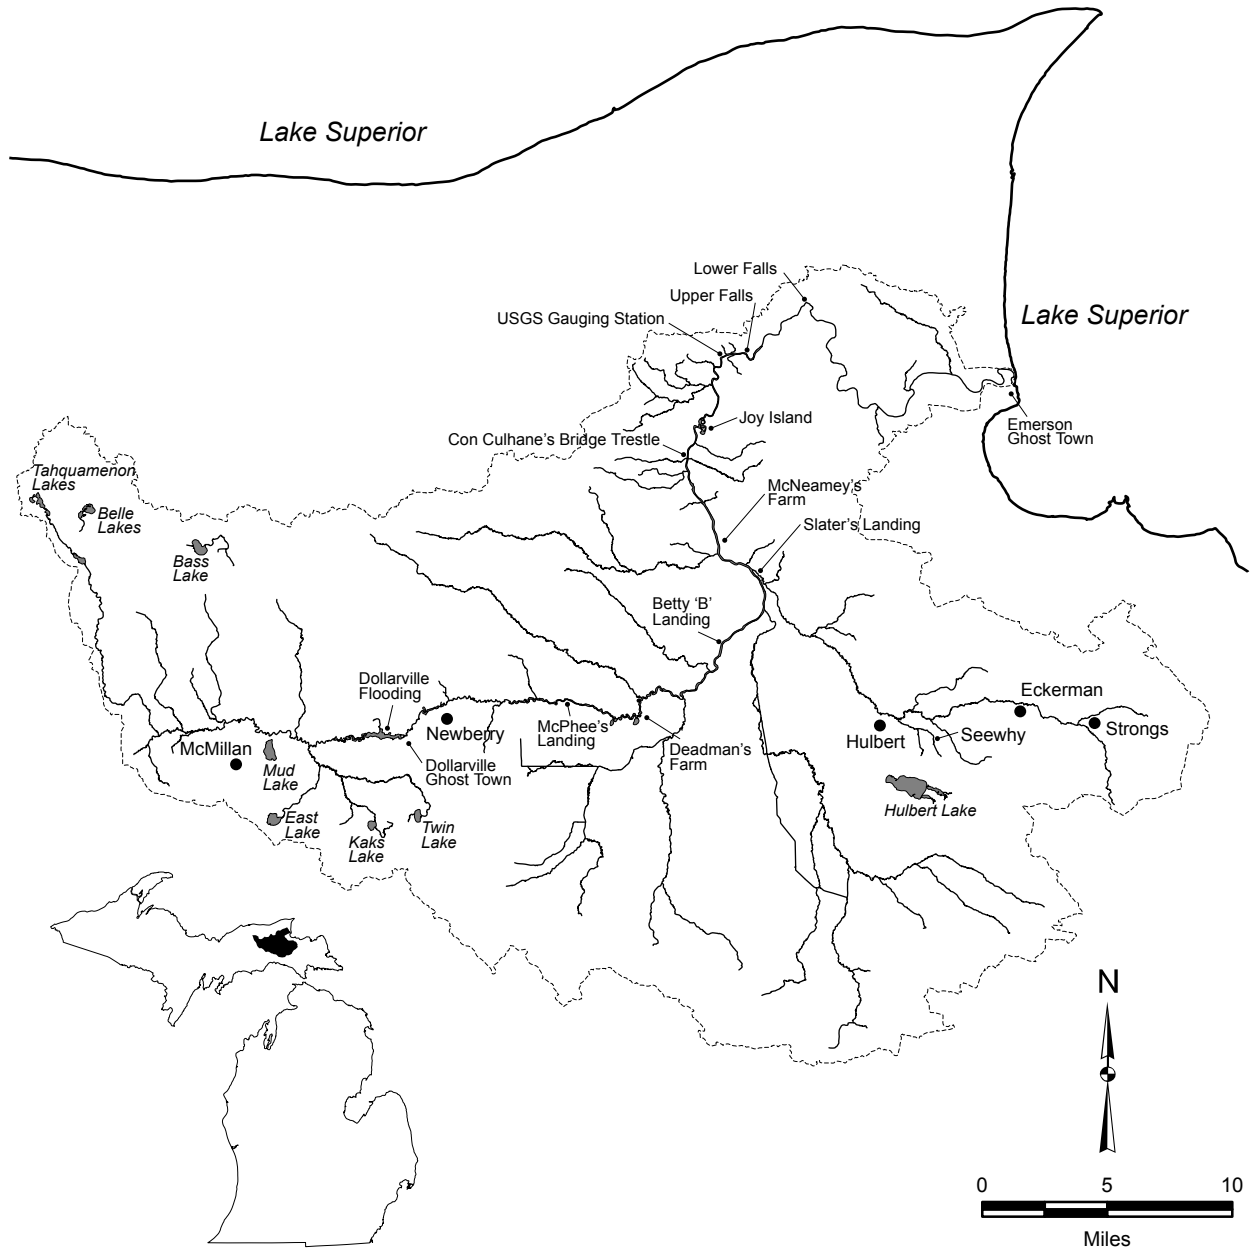 Lake Superior
Lower Falls
Upper Falls
USGS Gauging Station
Lake Superior
Joy Island
Emerson
Ghost Town
Con Culhane's Bridge Trestle
Tahquamenon
Lakes
McNeamey's
Farm
Belle
Lakes
Slater's Landing
Bass
Lake
Betty 'B'
Landing
Dollarville
Flooding
Eckerman
McPhee's
Landing
Newberry
Strongs
Seewhy
Hulbert
McMillan
Deadman's
Farm
Mud
Lake
Dollarville
Ghost Town
Hulbert Lake
East
Lake
Twin
Lake
Kaks
Lake
N
0 5 10
Miles